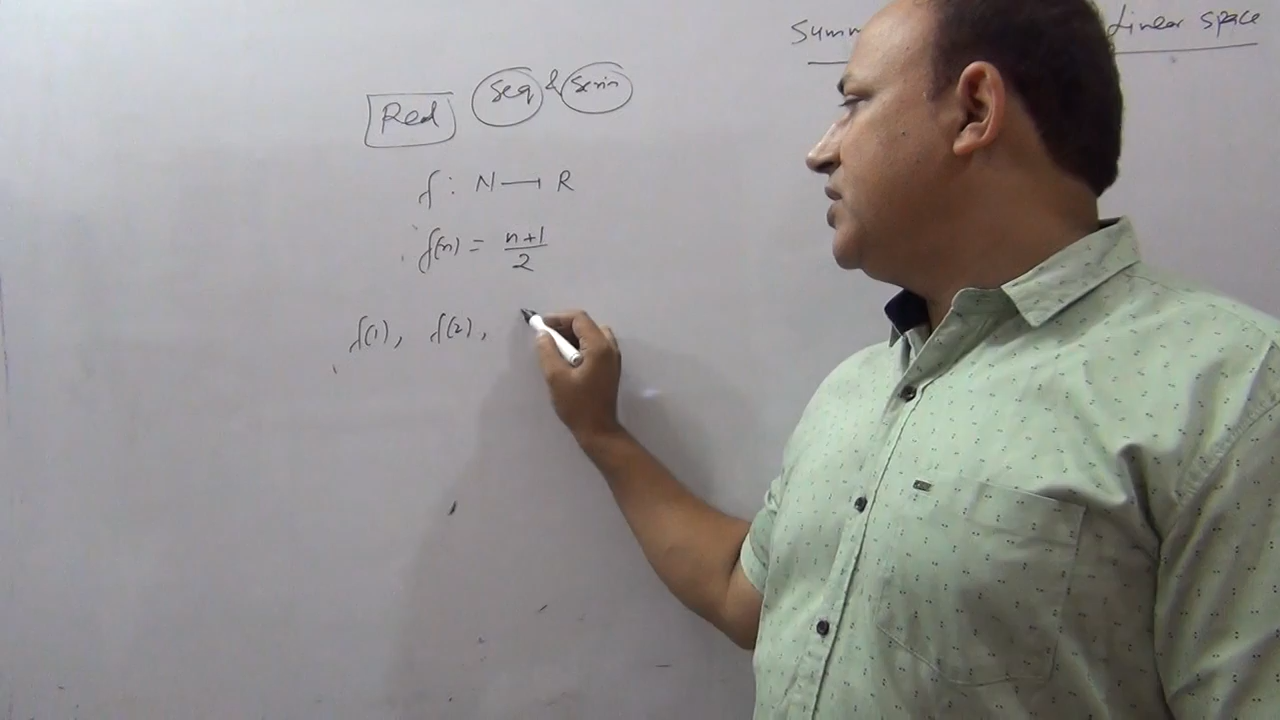 Summ
Linear space
Real Seq & Series
f : N → R
f(n) = n+1/2
f(1), f(2),